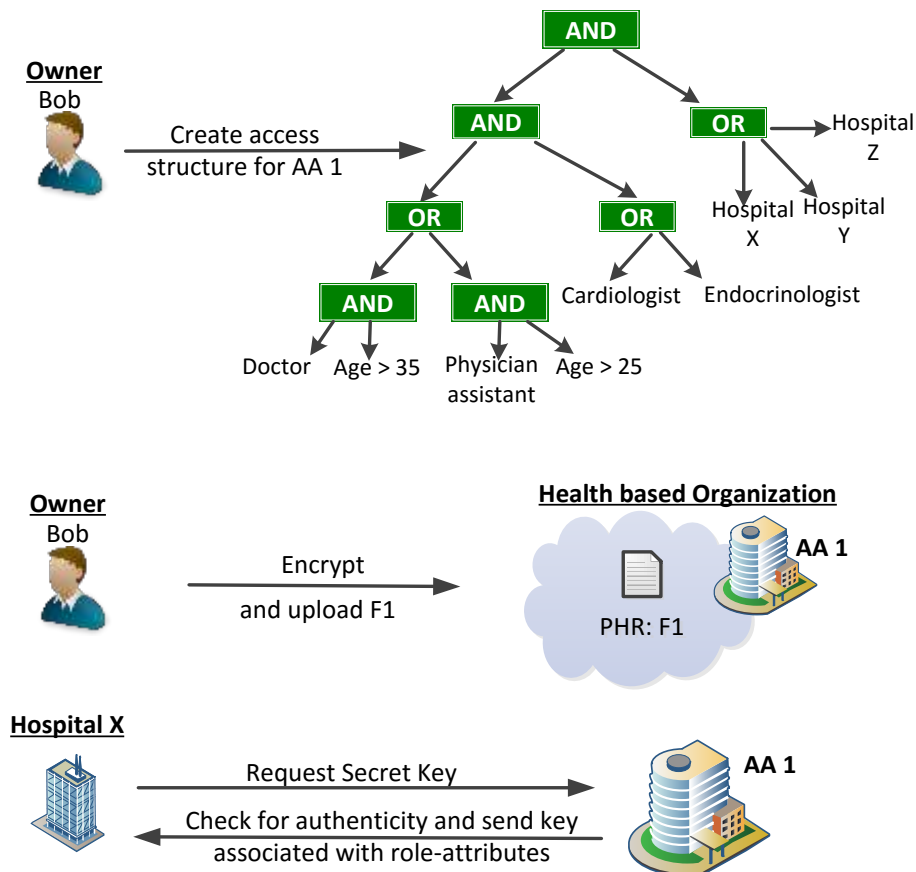 AND
Owner
Bob
AND
OR
Hospital
Z
Create access
structure for AA 1
OR
OR
Hospital
X
Hospital
Y
AND
AND
Cardiologist
Endocrinologist
Doctor
Age > 35
Physician
assistant
Age > 25
Owner
Bob
Health based Organization
AA 1
Encrypt
and upload F1
PHR: F1
Hospital X
Request Secret Key
AA 1
Check for authenticity and send key
associated with role-attributes